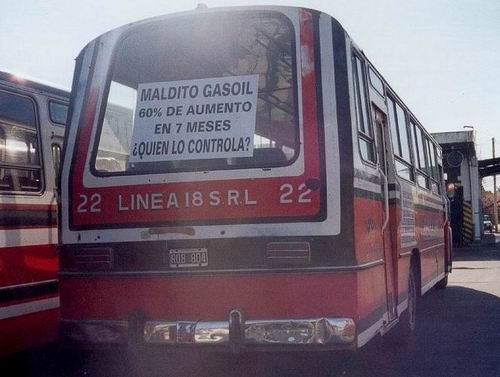 MALDITO GASOIL
60% DE AUMENTO
EN 7 MESES
¿QUIEN LO CONTROLA?
22 LINEA 18 S.R.L 22